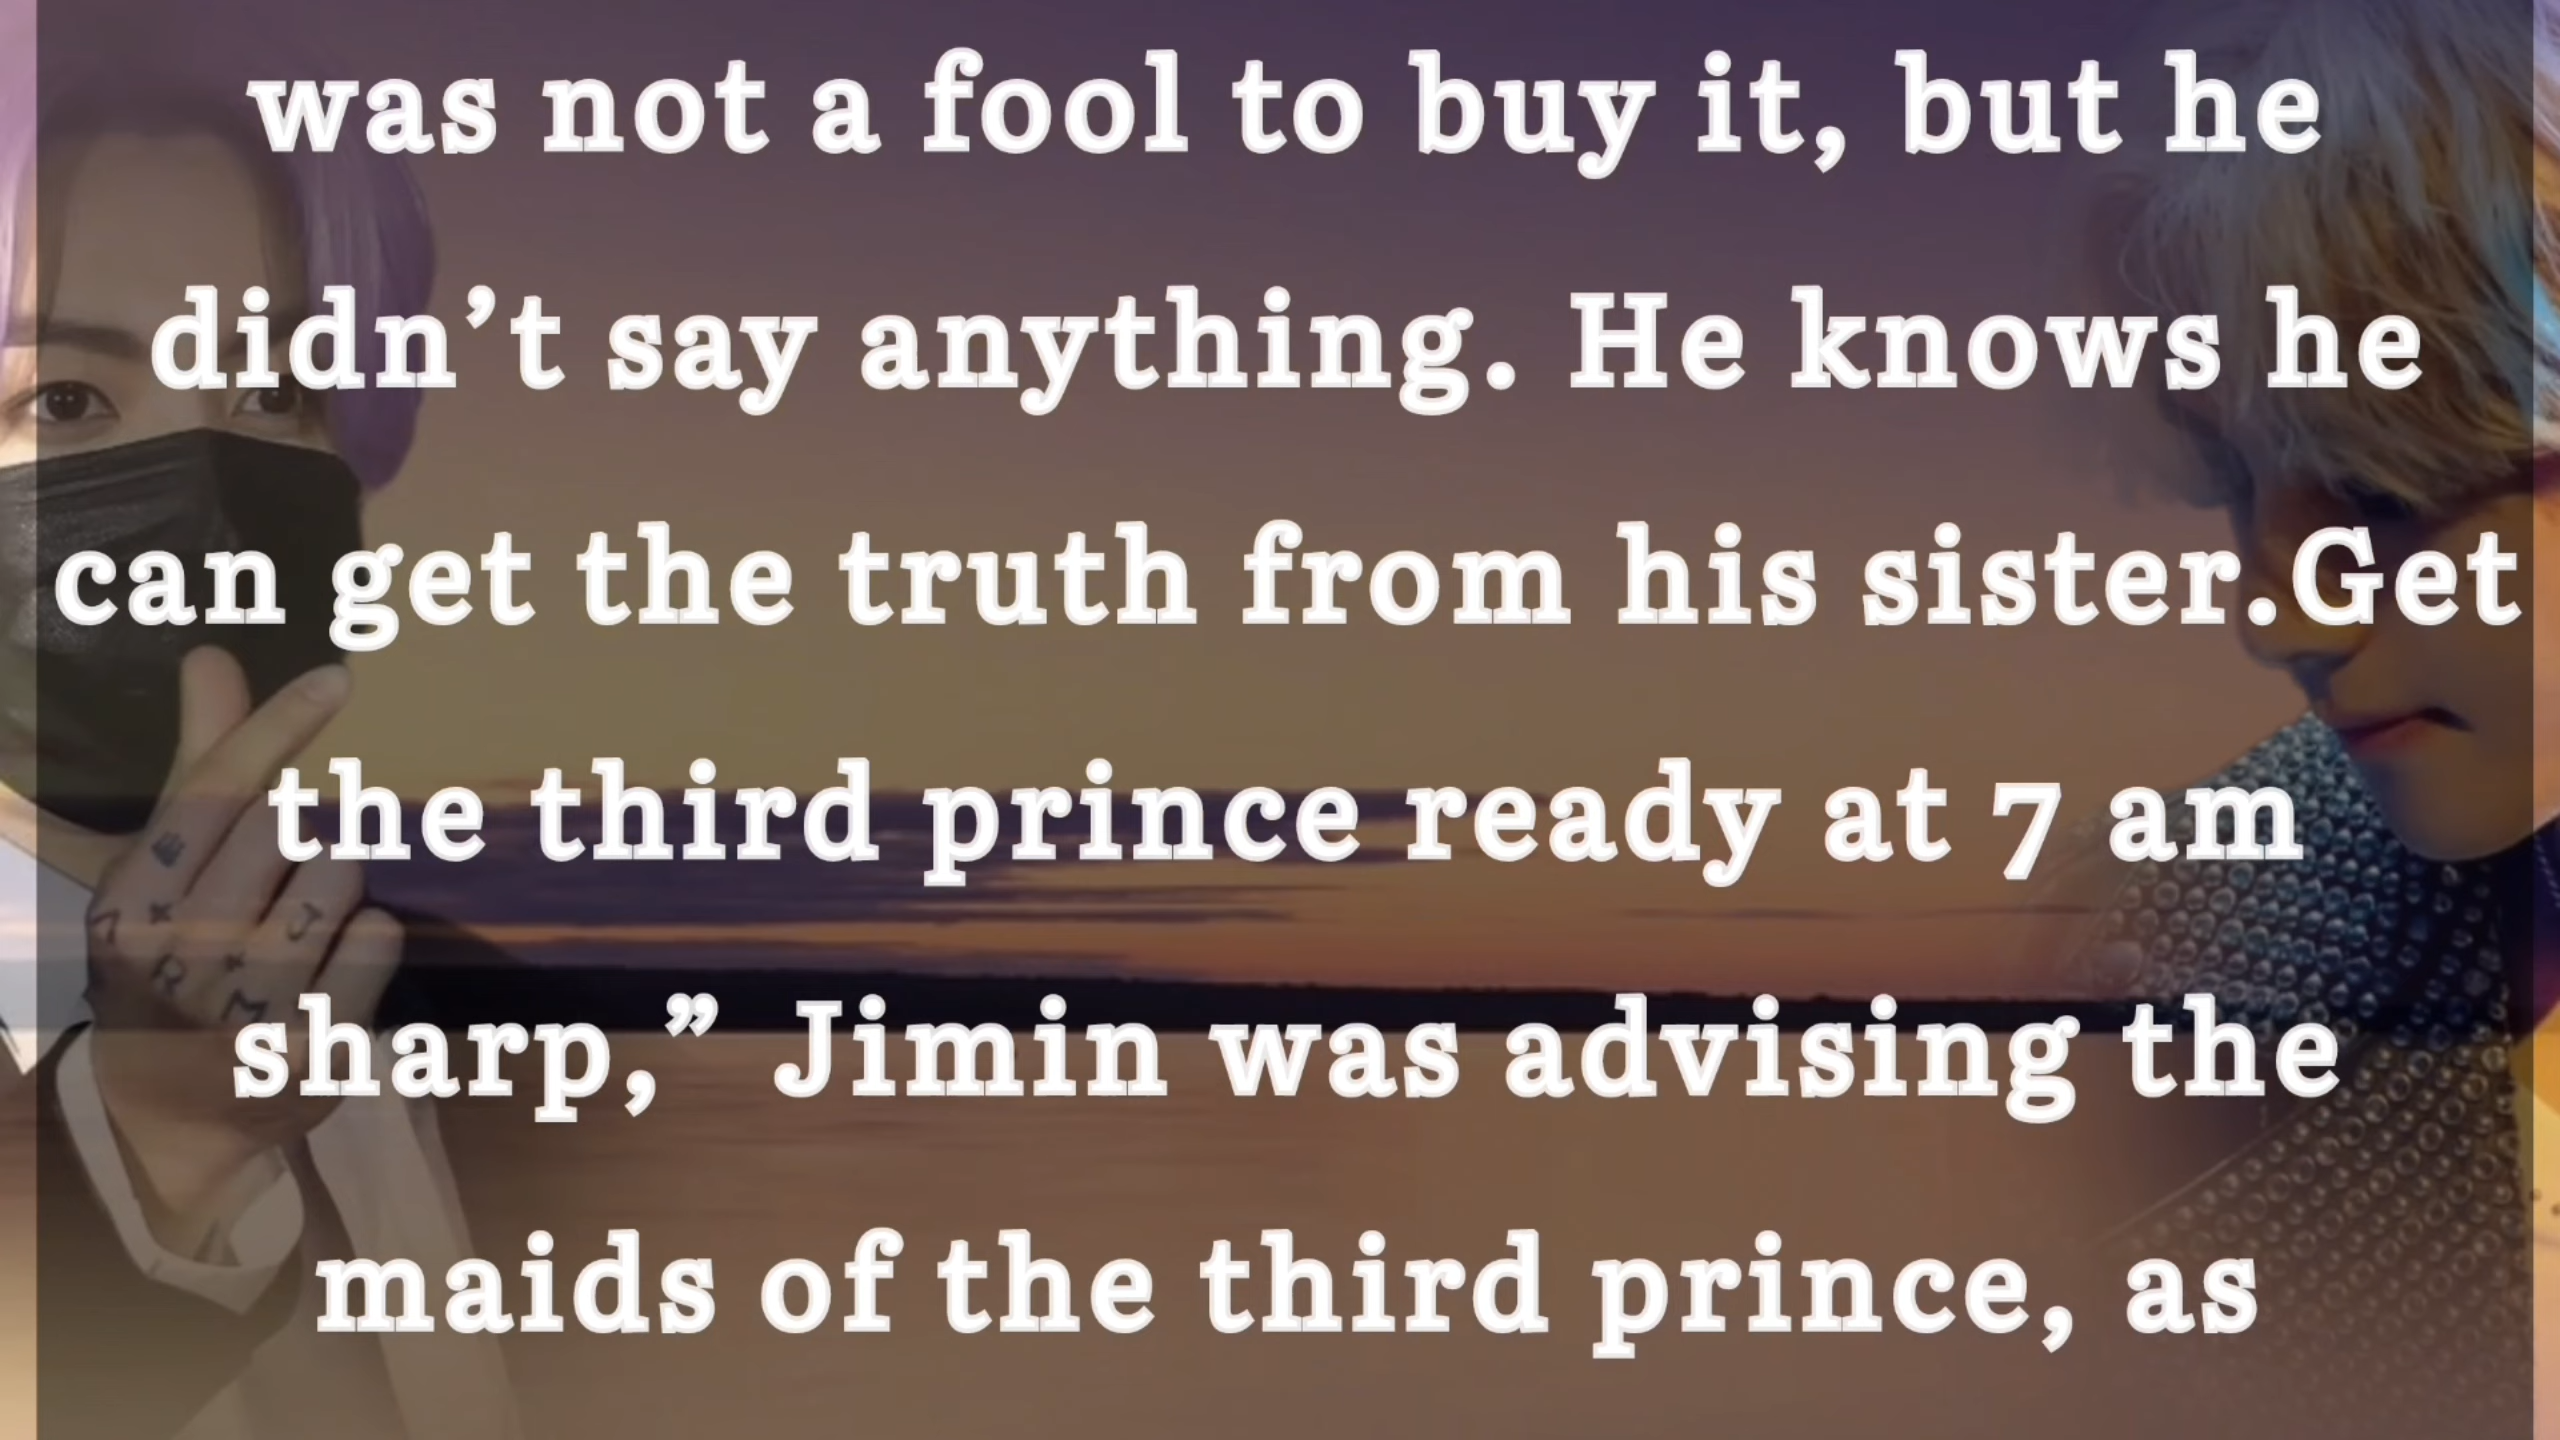 was not a fool to buy it, but he
didn’t say anything. He knows he
can get the truth from his sister.Get
the third prince ready at 7 am
sharp,” Jimin was advising the
maids of the third prince, as